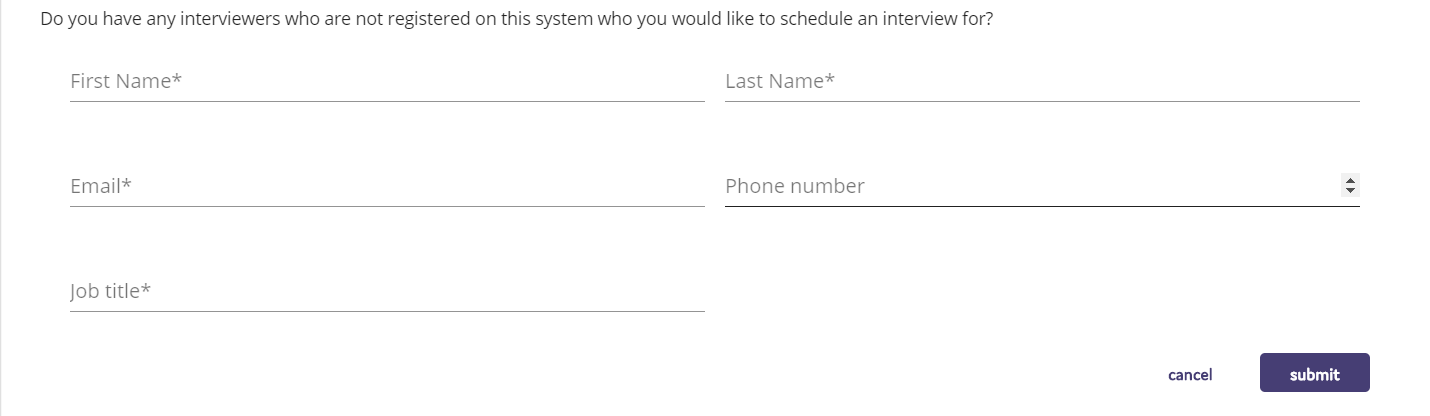 Do you have any interviewers who are not registered on this system who you would like to schedule an interview for?
First Name* Last Name*
Email* Phone number
Job title*
cancel submit